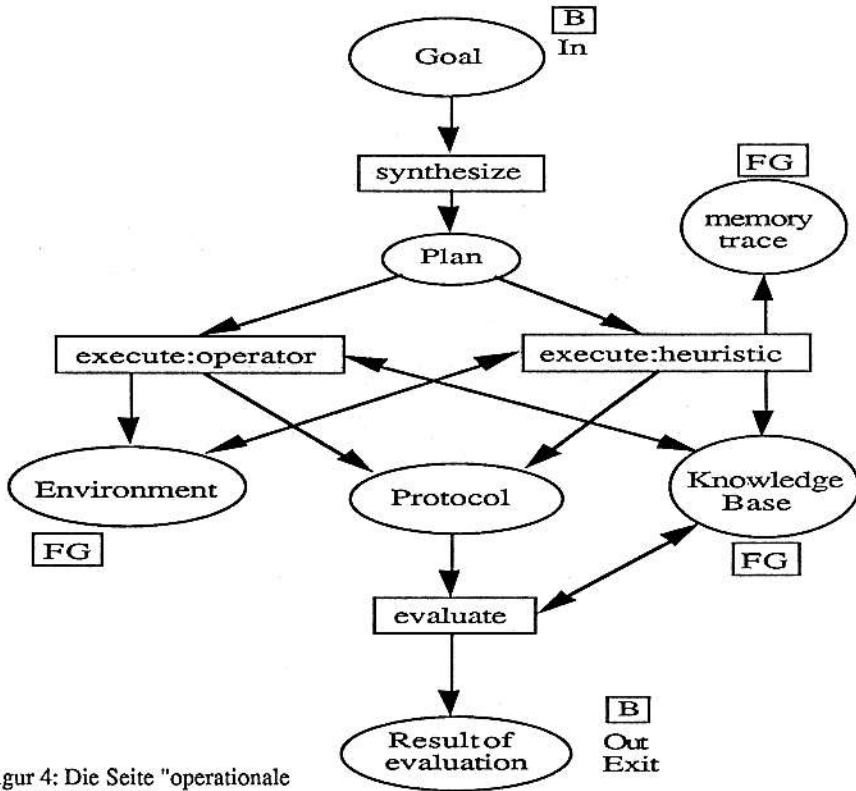 B
In
Goal
synthesize
FG
memory
trace
Plan
execute:operator
execute:heuristic
Environment
FG
Protocol
Knowledge
Base
FG
evaluate
Result of
evaluation
B
Out
Exit
gur 4: Die Seite "operationale